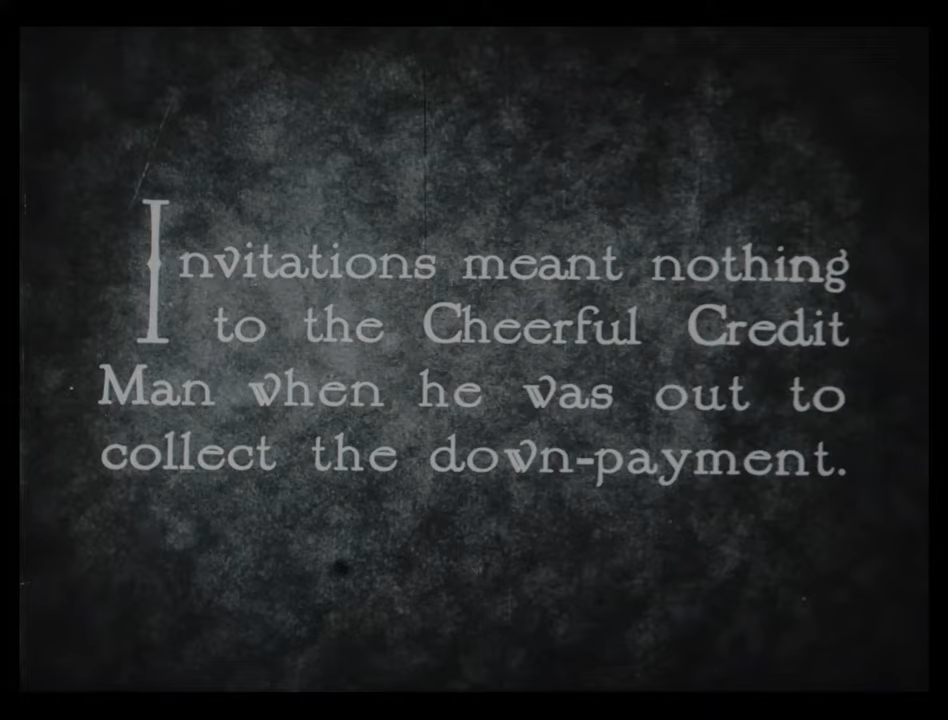 Invitations meant nothing
to the Cheerful Credit
Man when he was out to
collect the down-payment.